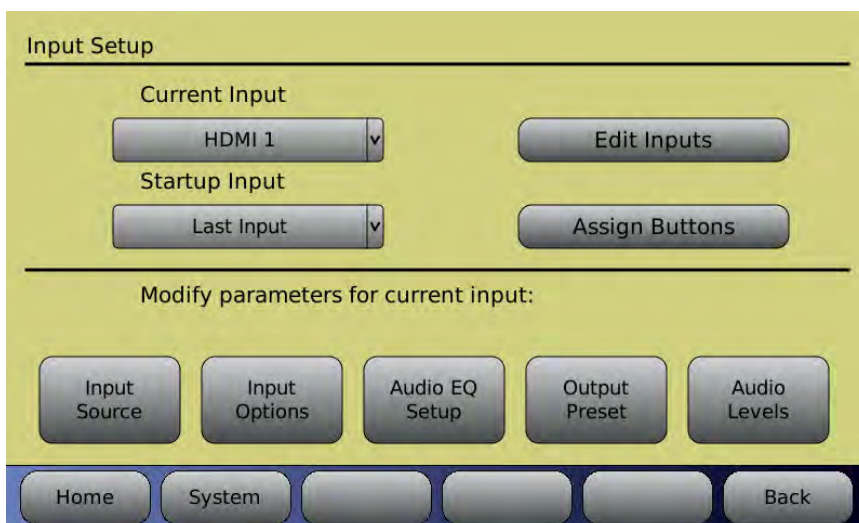 Input Setup
Current Input
HDMI 1
Edit Inputs
Startup Input
Last Input
Assign Buttons
Modify parameters for current input:
Input
Source
Input
Options
Audio EQ
Setup
Output
Preset
Audio
Levels
Home
System
Back